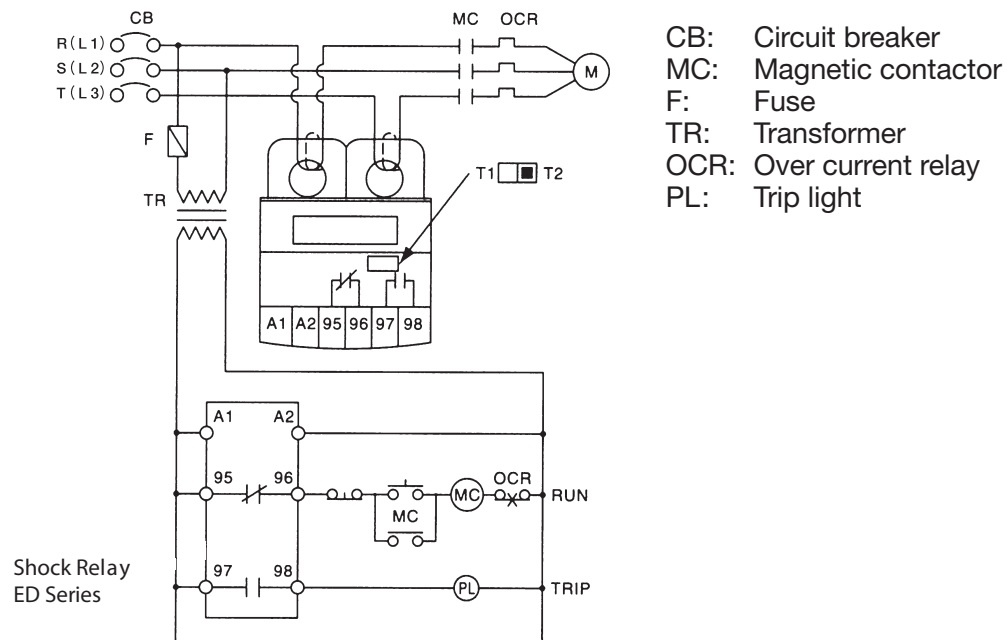 CB
MC OCR
R(L1)
S(L2)
T(L3)
M
F
T1 T2
TR
A1 A2 95 96 97 98
A1 A2
95 96
OCR
MC
RUN
MC
97 98
PL
TRIP
Shock Relay
ED Series
CB: Circuit breaker
MC: Magnetic contactor
F: Fuse
TR: Transformer
OCR: Over current relay
PL: Trip light